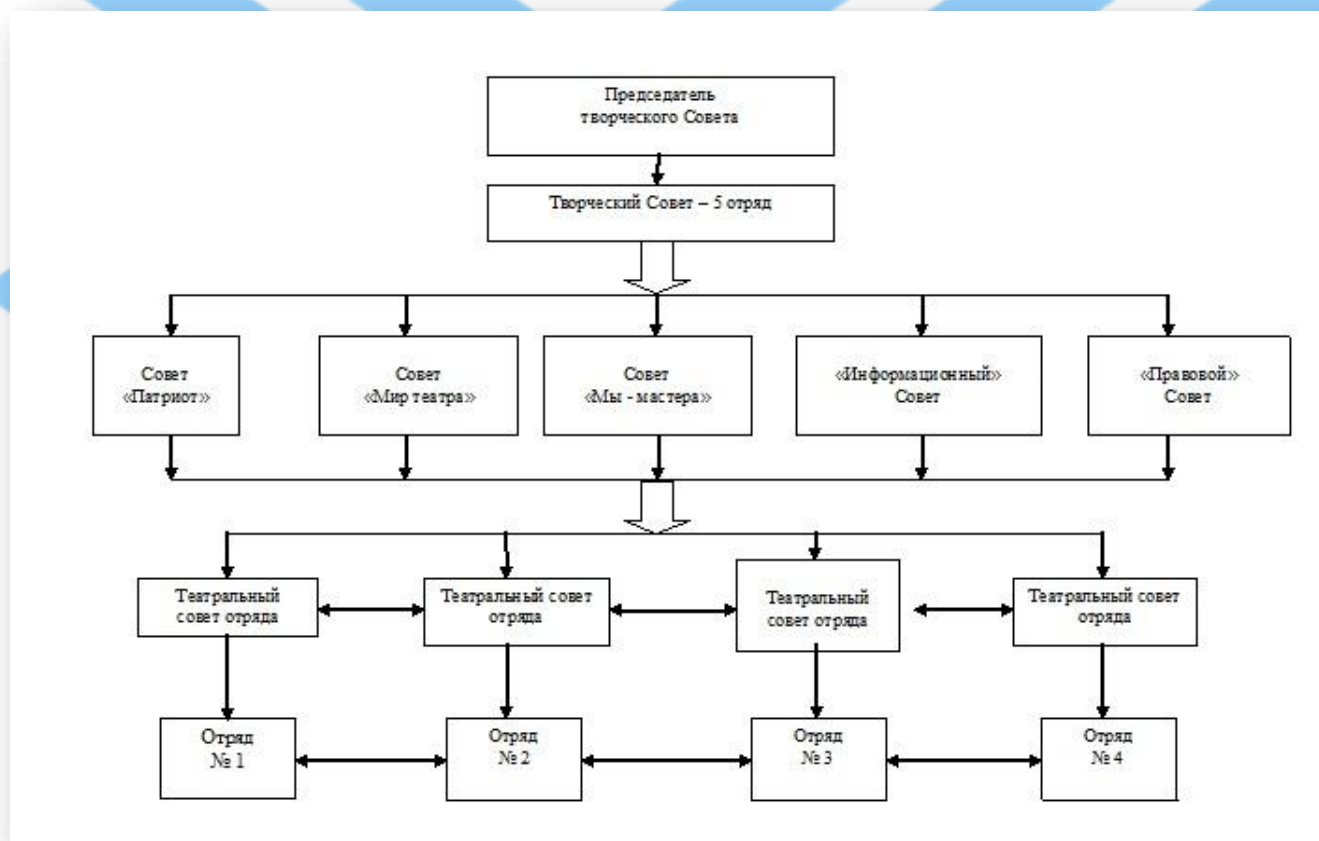 Председатель
творческого Совета
Творческий Совет – 5 отряд
Совет
«Патриот»
Совет
«Мир театра»
Совет
«Мы - мастера»
«Информационный»
Совет
«Правовой»
Совет
Театральный
совет отряда
Театральный совет
отряда
Театральный
совет отряда
Театральный совет
отряда
Отряд
№ 1
Отряд
№ 2
Отряд
№ 3
Отряд
№ 4